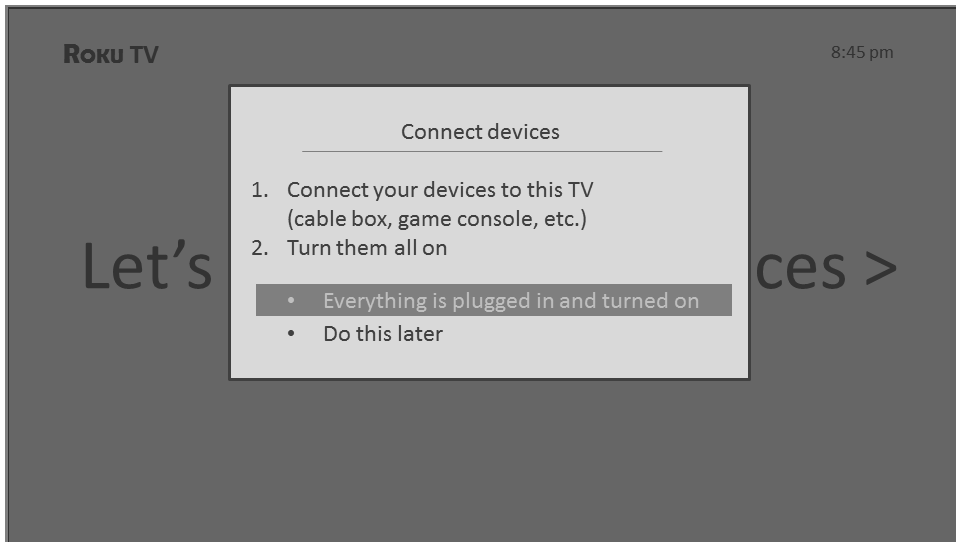 Roku TV
8:45 pm
Connect devices
1. Connect your devices to this TV
(cable box, game console, etc.)
2. Turn them all on
Let's ces >
• Everything is plugged in and turned on
• Do this later